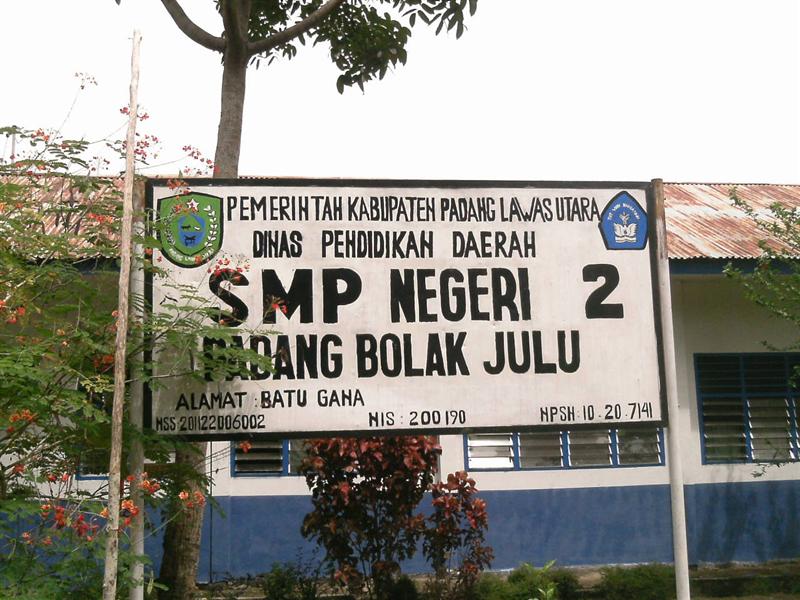 PEMERINTAH KABUPATEN PADANG LAWAS UTARA
DINAS PENDIDIKAN DAERAH
SMP NEGERI 2
PADANG BOLAK JULU
ALAMAT : BATU GANA
NSS 201122006002 NIS : 200190 NPSH : 10 . 20 . 7141